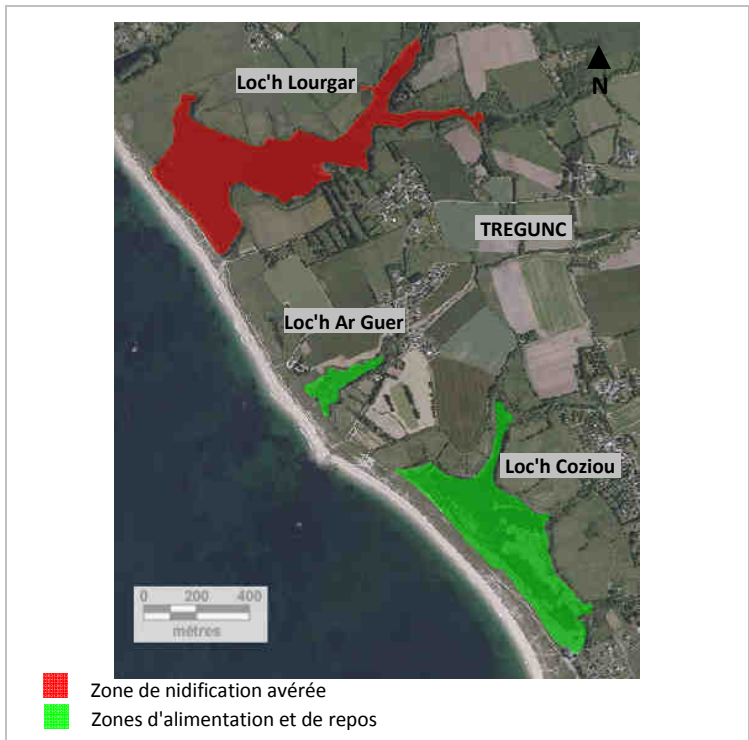 Loc'h Lourgar
N
TREGUNC
Loc'h Ar Guer
Loc'h Coziou
0 200 400
mètres
Zone de nidification avérée
Zones d'alimentation et de repos